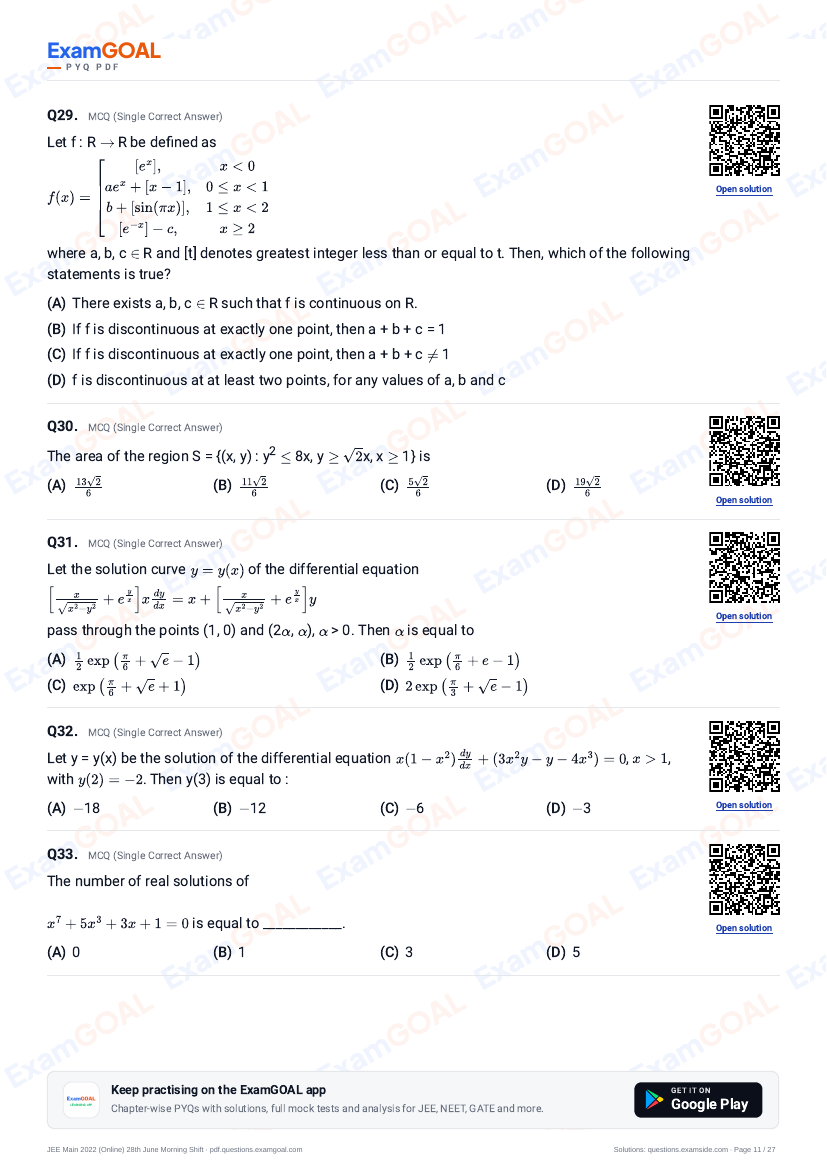 ExamGOAL
PYQ PDF
Q29. MCQ (Single Correct Answer)
Let f : R → R be defined as
f(x) = [ [e^x], x < 0
ae^x + [x − 1], 0 ≤ x < 1
b + [sin(πx)], 1 ≤ x < 2
[e^{−x}] − c, x ≥ 2
where a, b, c ∈ R and [t] denotes greatest integer less than or equal to t. Then, which of the following
statements is true?
(A) There exists a, b, c ∈ R such that f is continuous on R.
(B) If f is discontinuous at exactly one point, then a + b + c = 1
(C) If f is discontinuous at exactly one point, then a + b + c ≠ 1
(D) f is discontinuous at at least two points, for any values of a, b and c
Open solution
Q30. MCQ (Single Correct Answer)
The area of the region S = {(x, y) : y² ≤ 8x, y ≥ √2x, x ≥ 1} is
(A) 13√2/6 (B) 11√2/6 (C) 5√2/6 (D) 19√2/6
Open solution
Q31. MCQ (Single Correct Answer)
Let the solution curve y = y(x) of the differential equation
[x/√(x²−y²) + e^{y/x}] x dy/dx = x + [x/√(x²−y²) + e^{y/x}] y
pass through the points (1, 0) and (2α, α), α > 0. Then α is equal to
(A) 1/2 exp (π/6 + √e − 1) (B) 1/2 exp (π/6 + e − 1)
(C) exp (π/6 + √e + 1) (D) 2 exp (π/3 + √e − 1)
Open solution
Q32. MCQ (Single Correct Answer)
Let y = y(x) be the solution of the differential equation x(1 − x²) dy/dx + (3x²y − y − 4x³) = 0, x > 1,
with y(2) = −2. Then y(3) is equal to :
(A) −18 (B) −12 (C) −6 (D) −3
Open solution
Q33. MCQ (Single Correct Answer)
The number of real solutions of
x⁷ + 5x³ + 3x + 1 = 0 is equal to ____________.
(A) 0 (B) 1 (C) 3 (D) 5
Open solution
ExamGOAL
Keep practising on the ExamGOAL app
Chapter-wise PYQs with solutions, full mock tests and analysis for JEE, NEET, GATE and more.
GET IT ON
Google Play
JEE Main 2022 (Online) 28th June Morning Shift · pdf.questions.examgoal.com
Solutions: questions.examside.com · Page 11 / 27